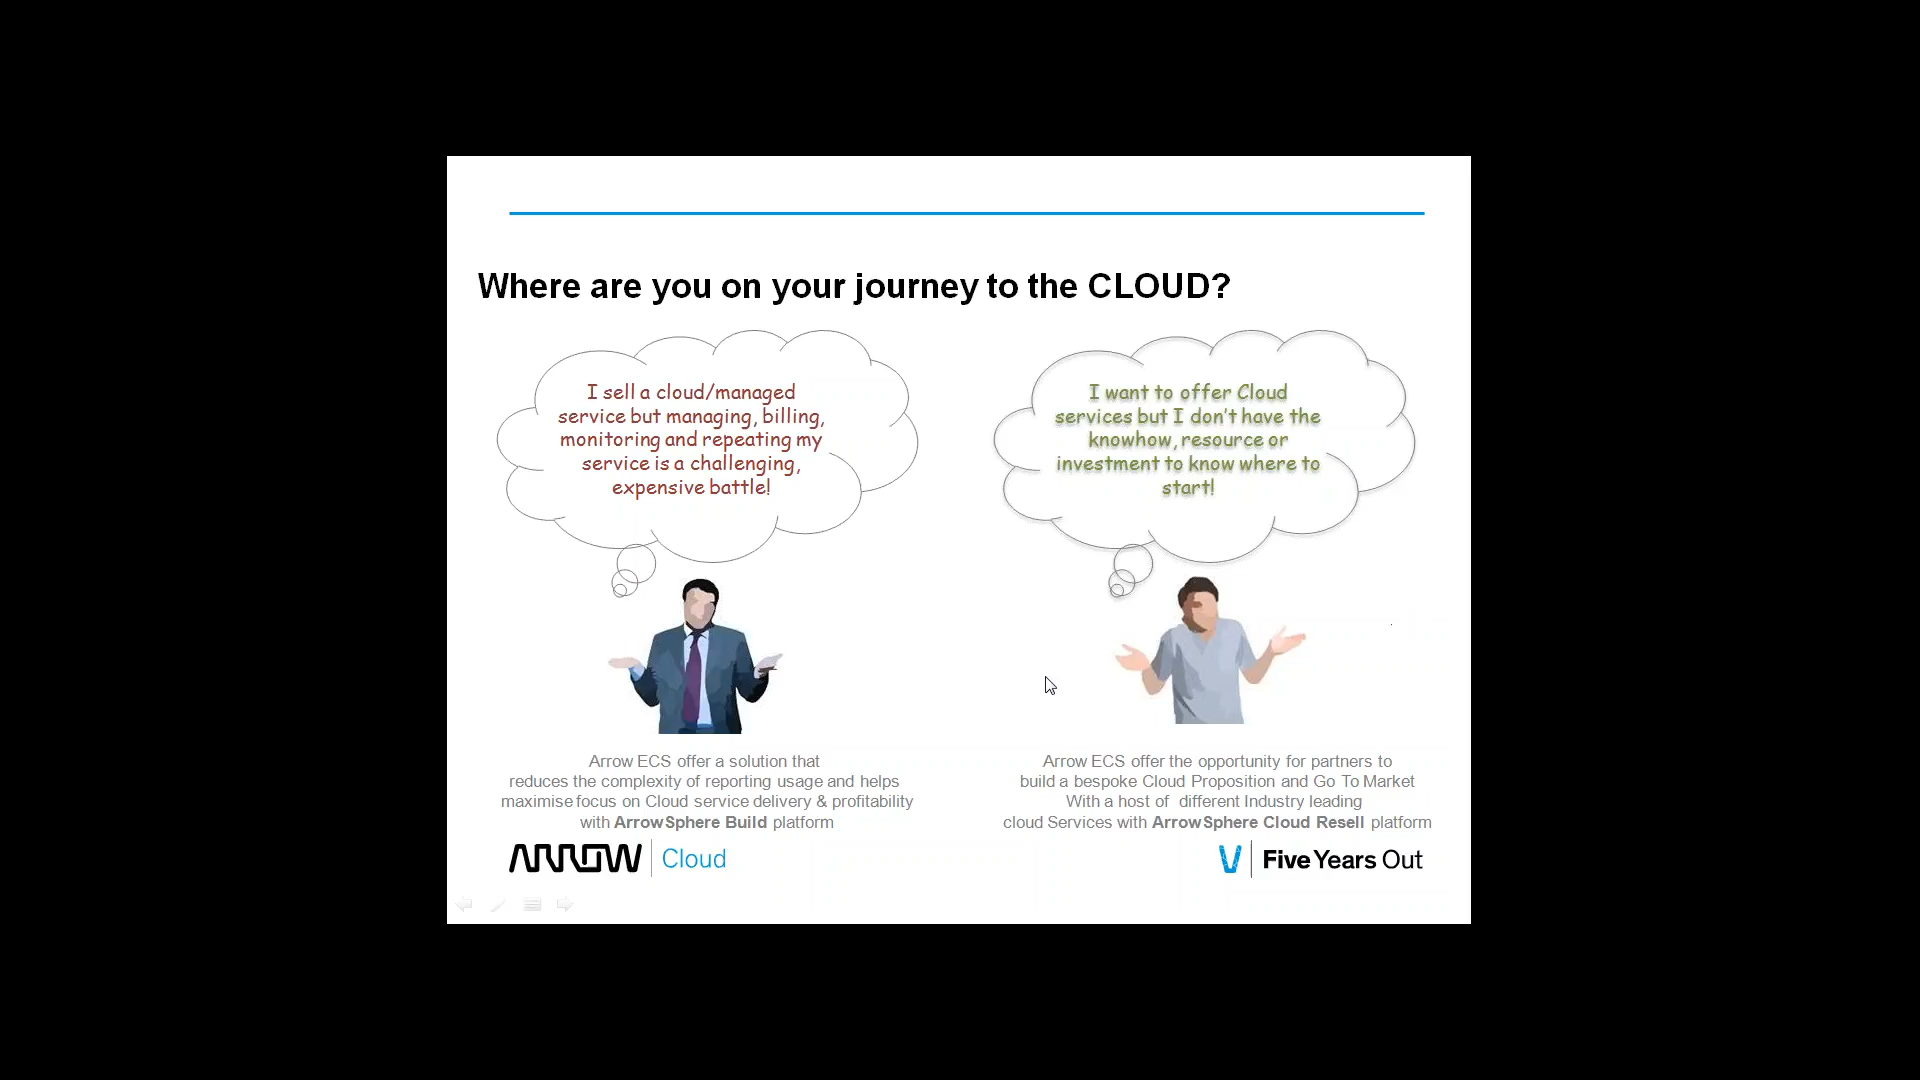 Where are you on your journey to the CLOUD?
I sell a cloud/managed
service but managing, billing,
monitoring and repeating my
service is a challenging,
expensive battle!
I want to offer Cloud
services but I don't have the
knowhow, resource or
investment to know where to
start!
Arrow ECS offer a solution that
reduces the complexity of reporting usage and helps
maximise focus on Cloud service delivery & profitability
with ArrowSphere Build platform
Arrow ECS offer the opportunity for partners to
build a bespoke Cloud Proposition and Go To Market
With a host of different Industry leading
cloud Services with ArrowSphere Cloud Resell platform
ARROW Cloud
Five Years Out